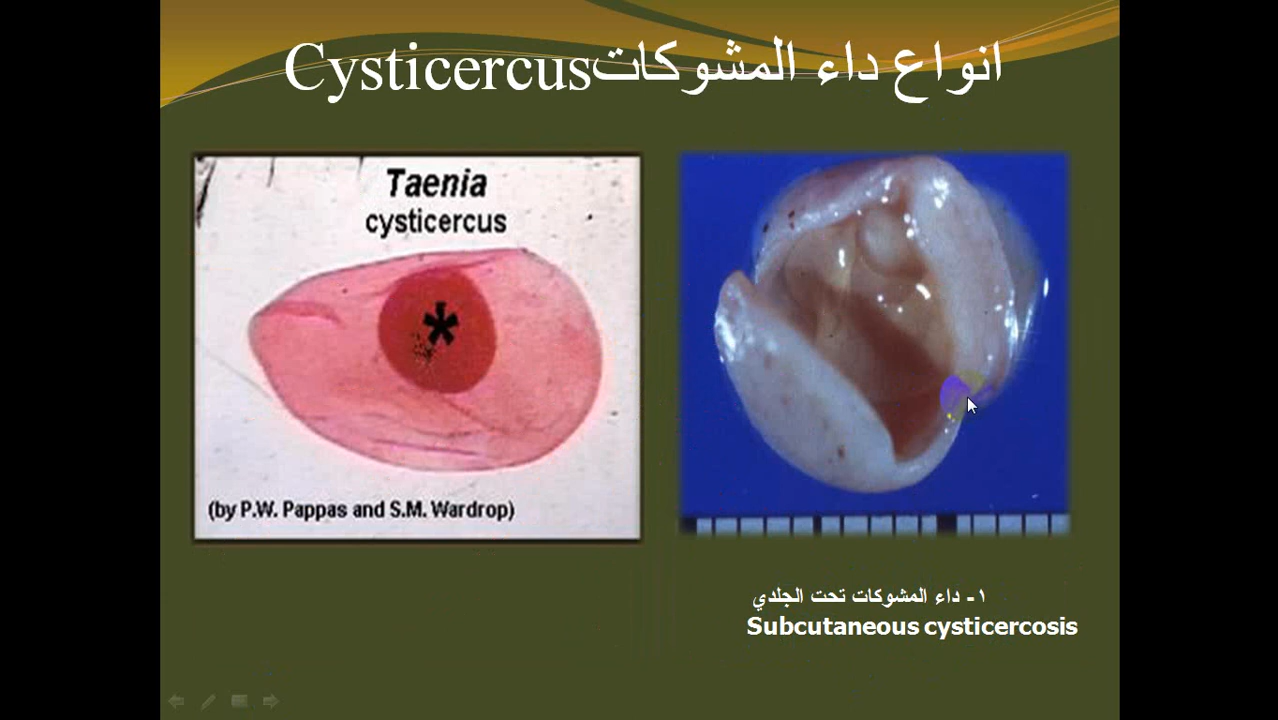 انواع داء المشوكاتCysticercus
Taenia
cysticercus
*
(by P.W. Pappas and S.M. Wardrop)
١- داء المشوكات تحت الجلدي
Subcutaneous cysticercosis